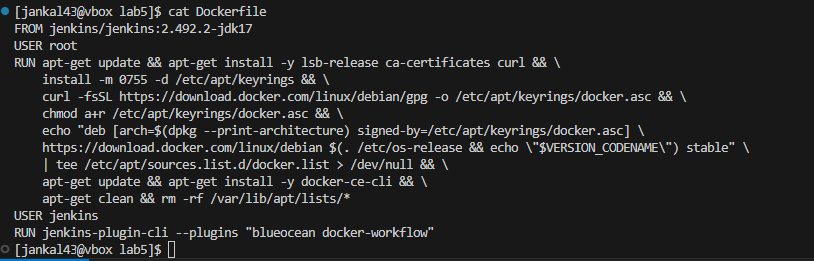 [jankal43@vbox lab5]$ cat Dockerfile
FROM jenkins/jenkins:2.492.2-jdk17
USER root
RUN apt-get update && apt-get install -y lsb-release ca-certificates curl && \
    install -m 0755 -d /etc/apt/keyrings && \
    curl -fsSL https://download.docker.com/linux/debian/gpg -o /etc/apt/keyrings/docker.asc && \
    chmod a+r /etc/apt/keyrings/docker.asc && \
    echo "deb [arch=$(dpkg --print-architecture) signed-by=/etc/apt/keyrings/docker.asc] \
    https://download.docker.com/linux/debian $(. /etc/os-release && echo \"$VERSION_CODENAME\") stable" \
    | tee /etc/apt/sources.list.d/docker.list > /dev/null && \
    apt-get update && apt-get install -y docker-ce-cli && \
    apt-get clean && rm -rf /var/lib/apt/lists/*
USER jenkins
RUN jenkins-plugin-cli --plugins "blueocean docker-workflow"
[jankal43@vbox lab5]$